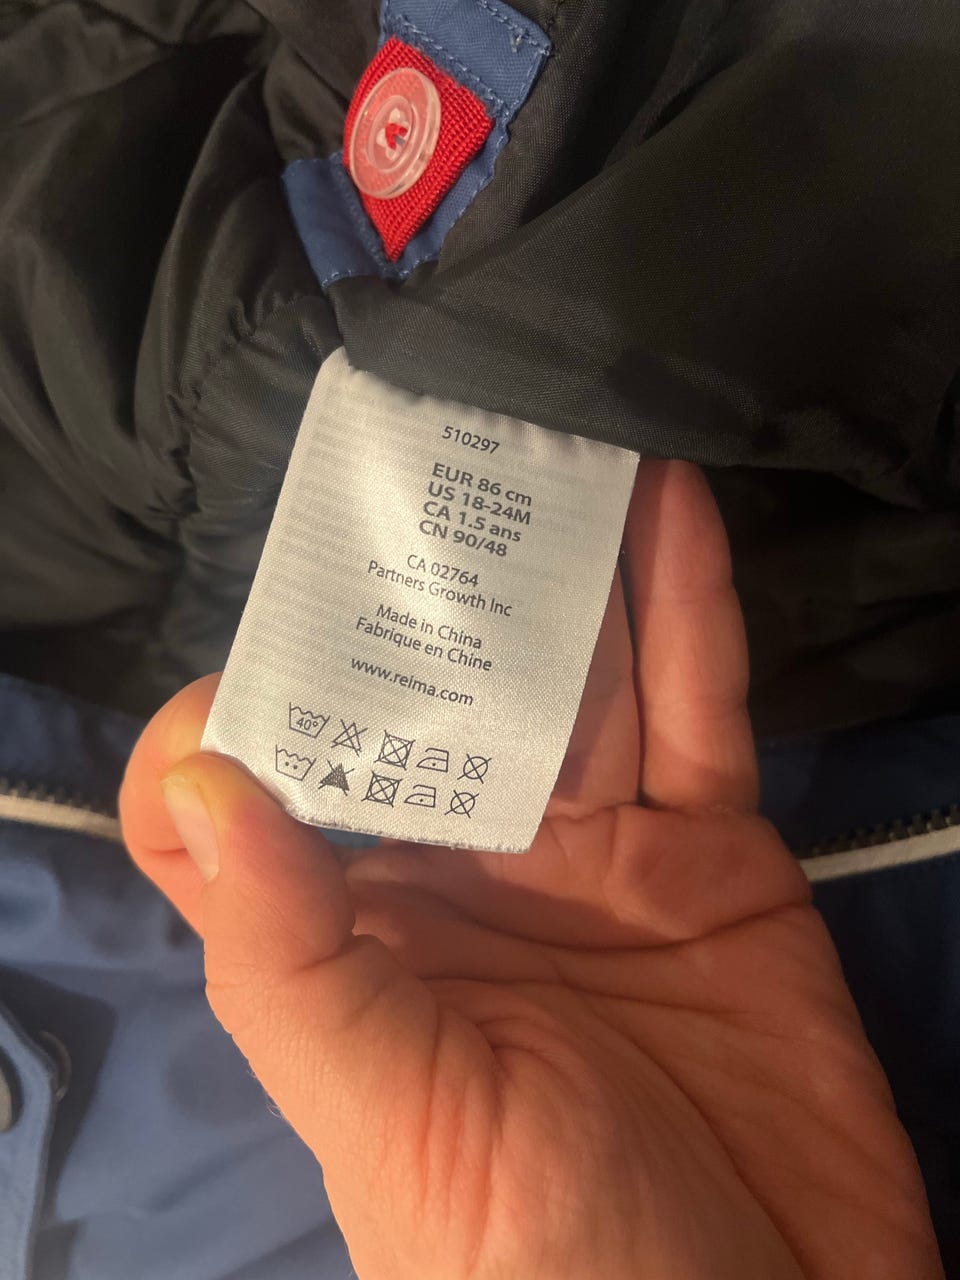 510297
EUR 86 cm
US 18-24M
CA 1.5 ans
CN 90/48
CA 02764
Partners Growth Inc
Made in China
Fabrique en Chine
www.reima.com
40°